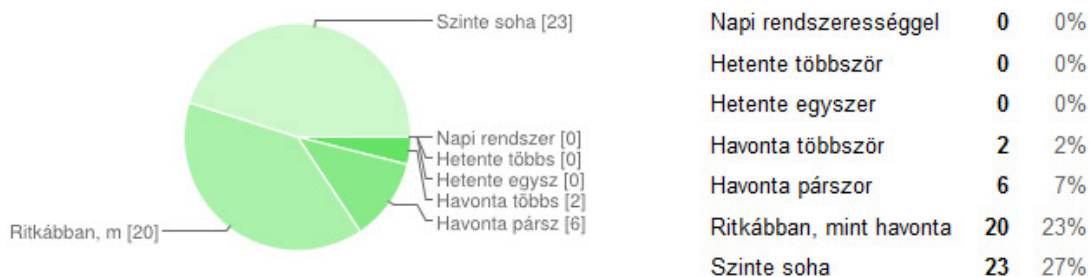 Szinte soha [23]
Napi rendszer [0]
Hetente többs [0]
Hetente egysz [0]
Havonta többs [2]
Havonta pársz [6]
Ritkábban, m [20]
Napi rendszerességgel 0 0%
Hetente többször 0 0%
Hetente egyszer 0 0%
Havonta többször 2 2%
Havonta párszor 6 7%
Ritkábban, mint havonta 20 23%
Szinte soha 23 27%